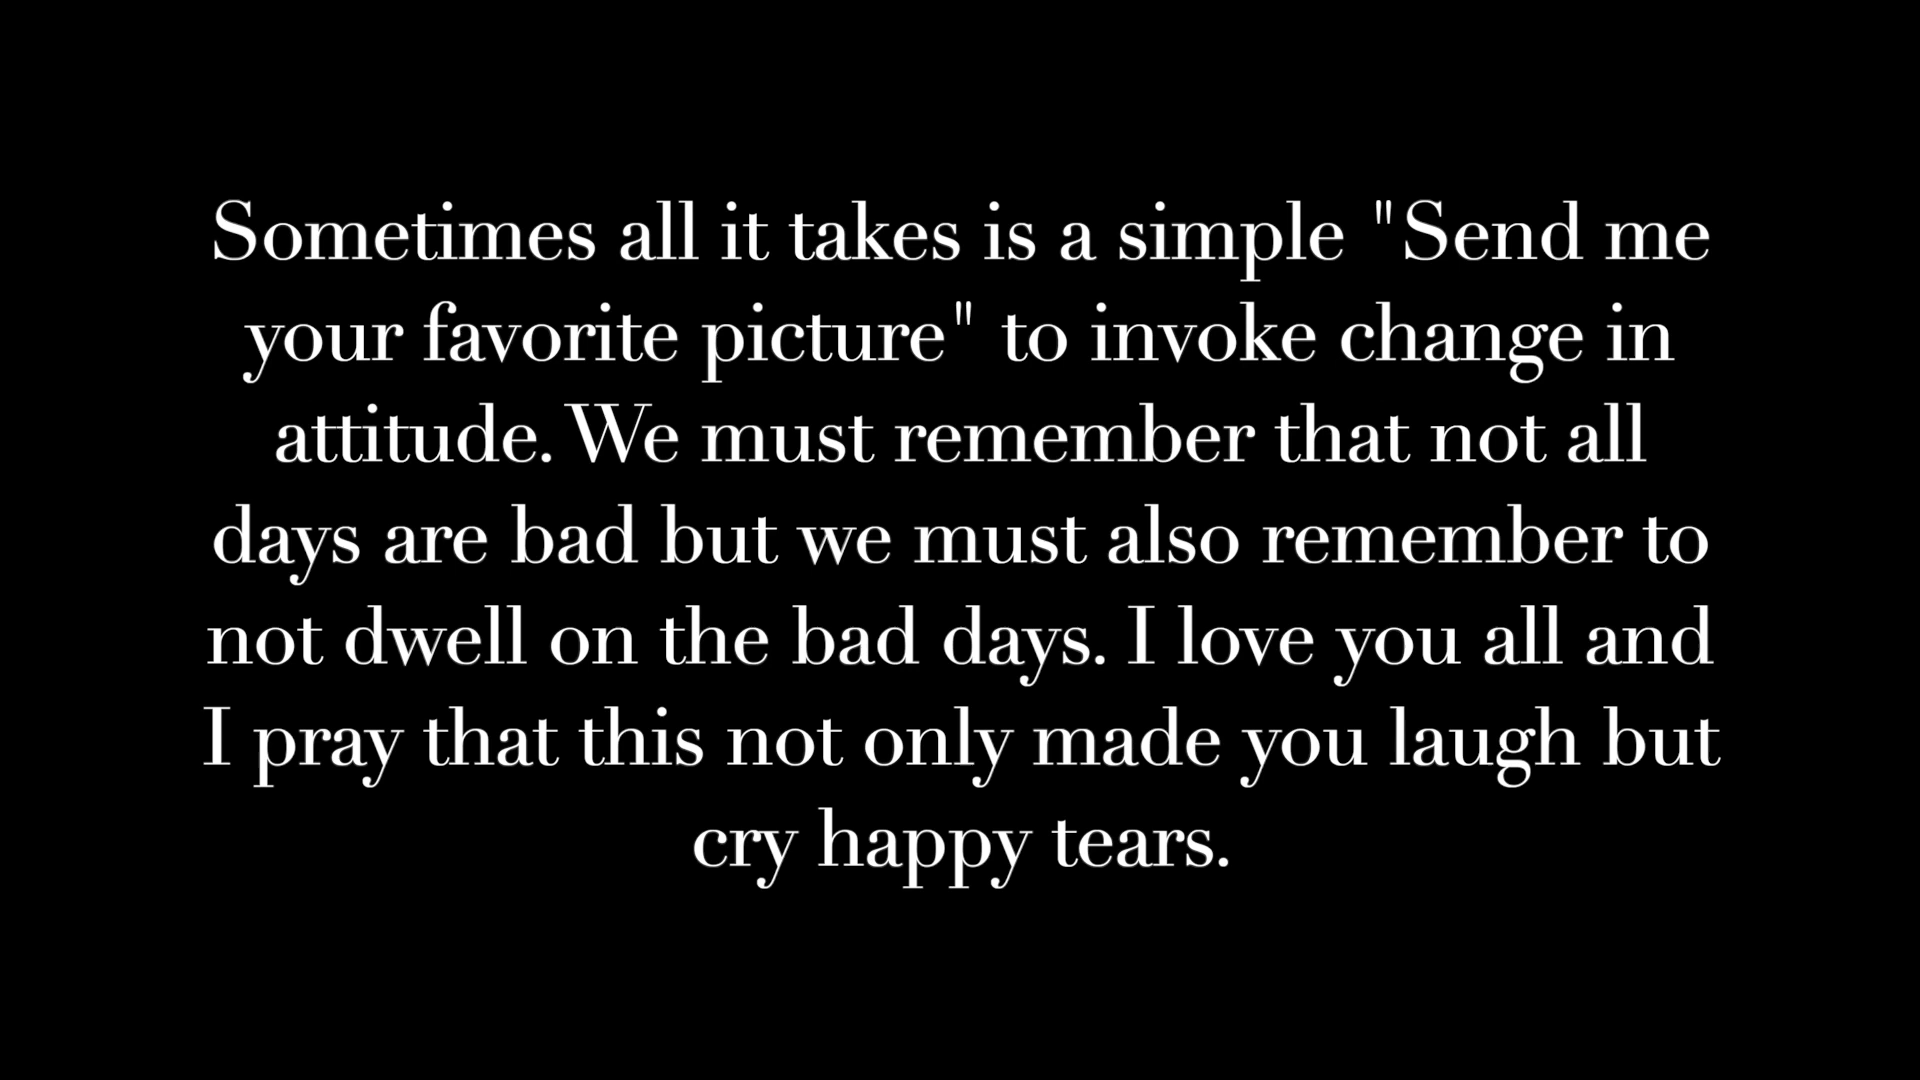 Sometimes all it takes is a simple "Send me
your favorite picture" to invoke change in
attitude. We must remember that not all
days are bad but we must also remember to
not dwell on the bad days. I love you all and
I pray that this not only made you laugh but
cry happy tears.